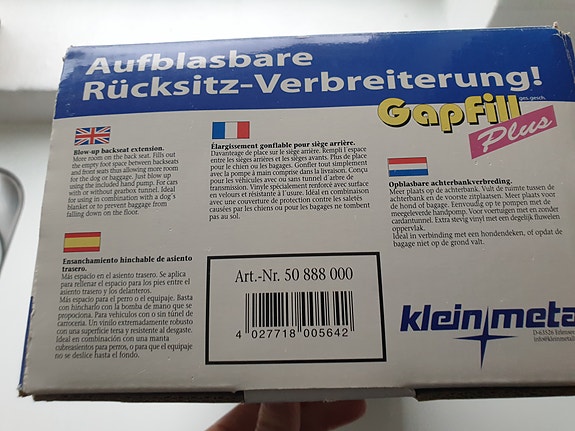 Aufblasbare
Rücksitz-Verbreiterung!
GapFill
ges. gesch.
Plus
Blow-up backseat extension.
More room on the back seat. Fills out
the empty foot space between backseats
and front seats thus allowing more room
for the dog or baggage. Just blow up
using the included hand pump. For cars
with or without gearbox tunnel. Ideal
for using in combination with a dog's
blanket or to prevent baggage from
falling down on the floor.
Élargissement gonflable pour siège arrière.
Davanteage de place sur le siège arrière. Rempli l'espace
entre les sièges arrières et les sièges avants. Plus de place
pour le chien ou les bagages. Gonfler tout simplement
avec la pompe à main comprise dans la livraison. Conçu
pour les véhicules avec ou sans tunnel d'arbre de
transmission. Vinyle spécialement renforcé avec surface
en velours et résistante à l'usure. Idéal en combinaison
avec une couverture de protection contre les saletés
causées par les chiens ou pour les bagages ne tombent
pas au sol.
Opblaasbare achterbankverbreding.
Meer plaats op de achterbank. Vult de ruimte tussen de
achterbank en de voorste zitplaatsen. Meer plaats voor
de hond of bagage. Eenvoudig op te pompen met de
meegeleverde handpomp. Voor voertuigen met en zonder
cardantunnel. Extra stevig vinyl met een degelijk fluwelen
oppervlak.
Ideal in verbinding met een hondendeken, of opdat de
bagage niet op de grond valt.
Ensanchamiento hinchable de asiento
trasero.
Más espacio en el asiento trasero. Se aplica
para rellenar el espacio para los pies entre el
asiento trasero y los delanteros.
Más espacio para el perro o el equipaje. Basta
con hincharlo con la bomba de mano que se
propociona. Para vehículos con o sin túnel de
carrocería. Un vinilo extremadamente robusto
con una superficie tersa y resistente al desgaste.
Ideal en combinación con una manta
cubreasientos para perros, o para que el equipaje
no se deslice hasta el fondo.
Art.-Nr. 50 888 000
4 027718 005642
kleinmeta
D-63526 Erlensee
info@kleinmetall